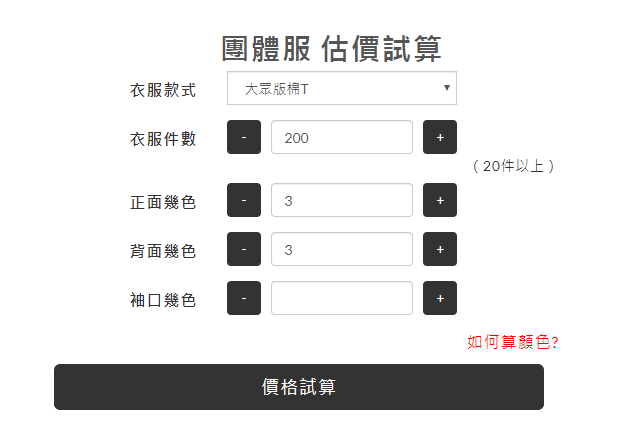 團體服 估價試算
衣服款式 大眾版棉T ▼
衣服件數 - 200 +
( 20件以上 )
正面幾色 - 3 +
背面幾色 - 3 +
袖口幾色 - +
如何算顏色?
價格試算